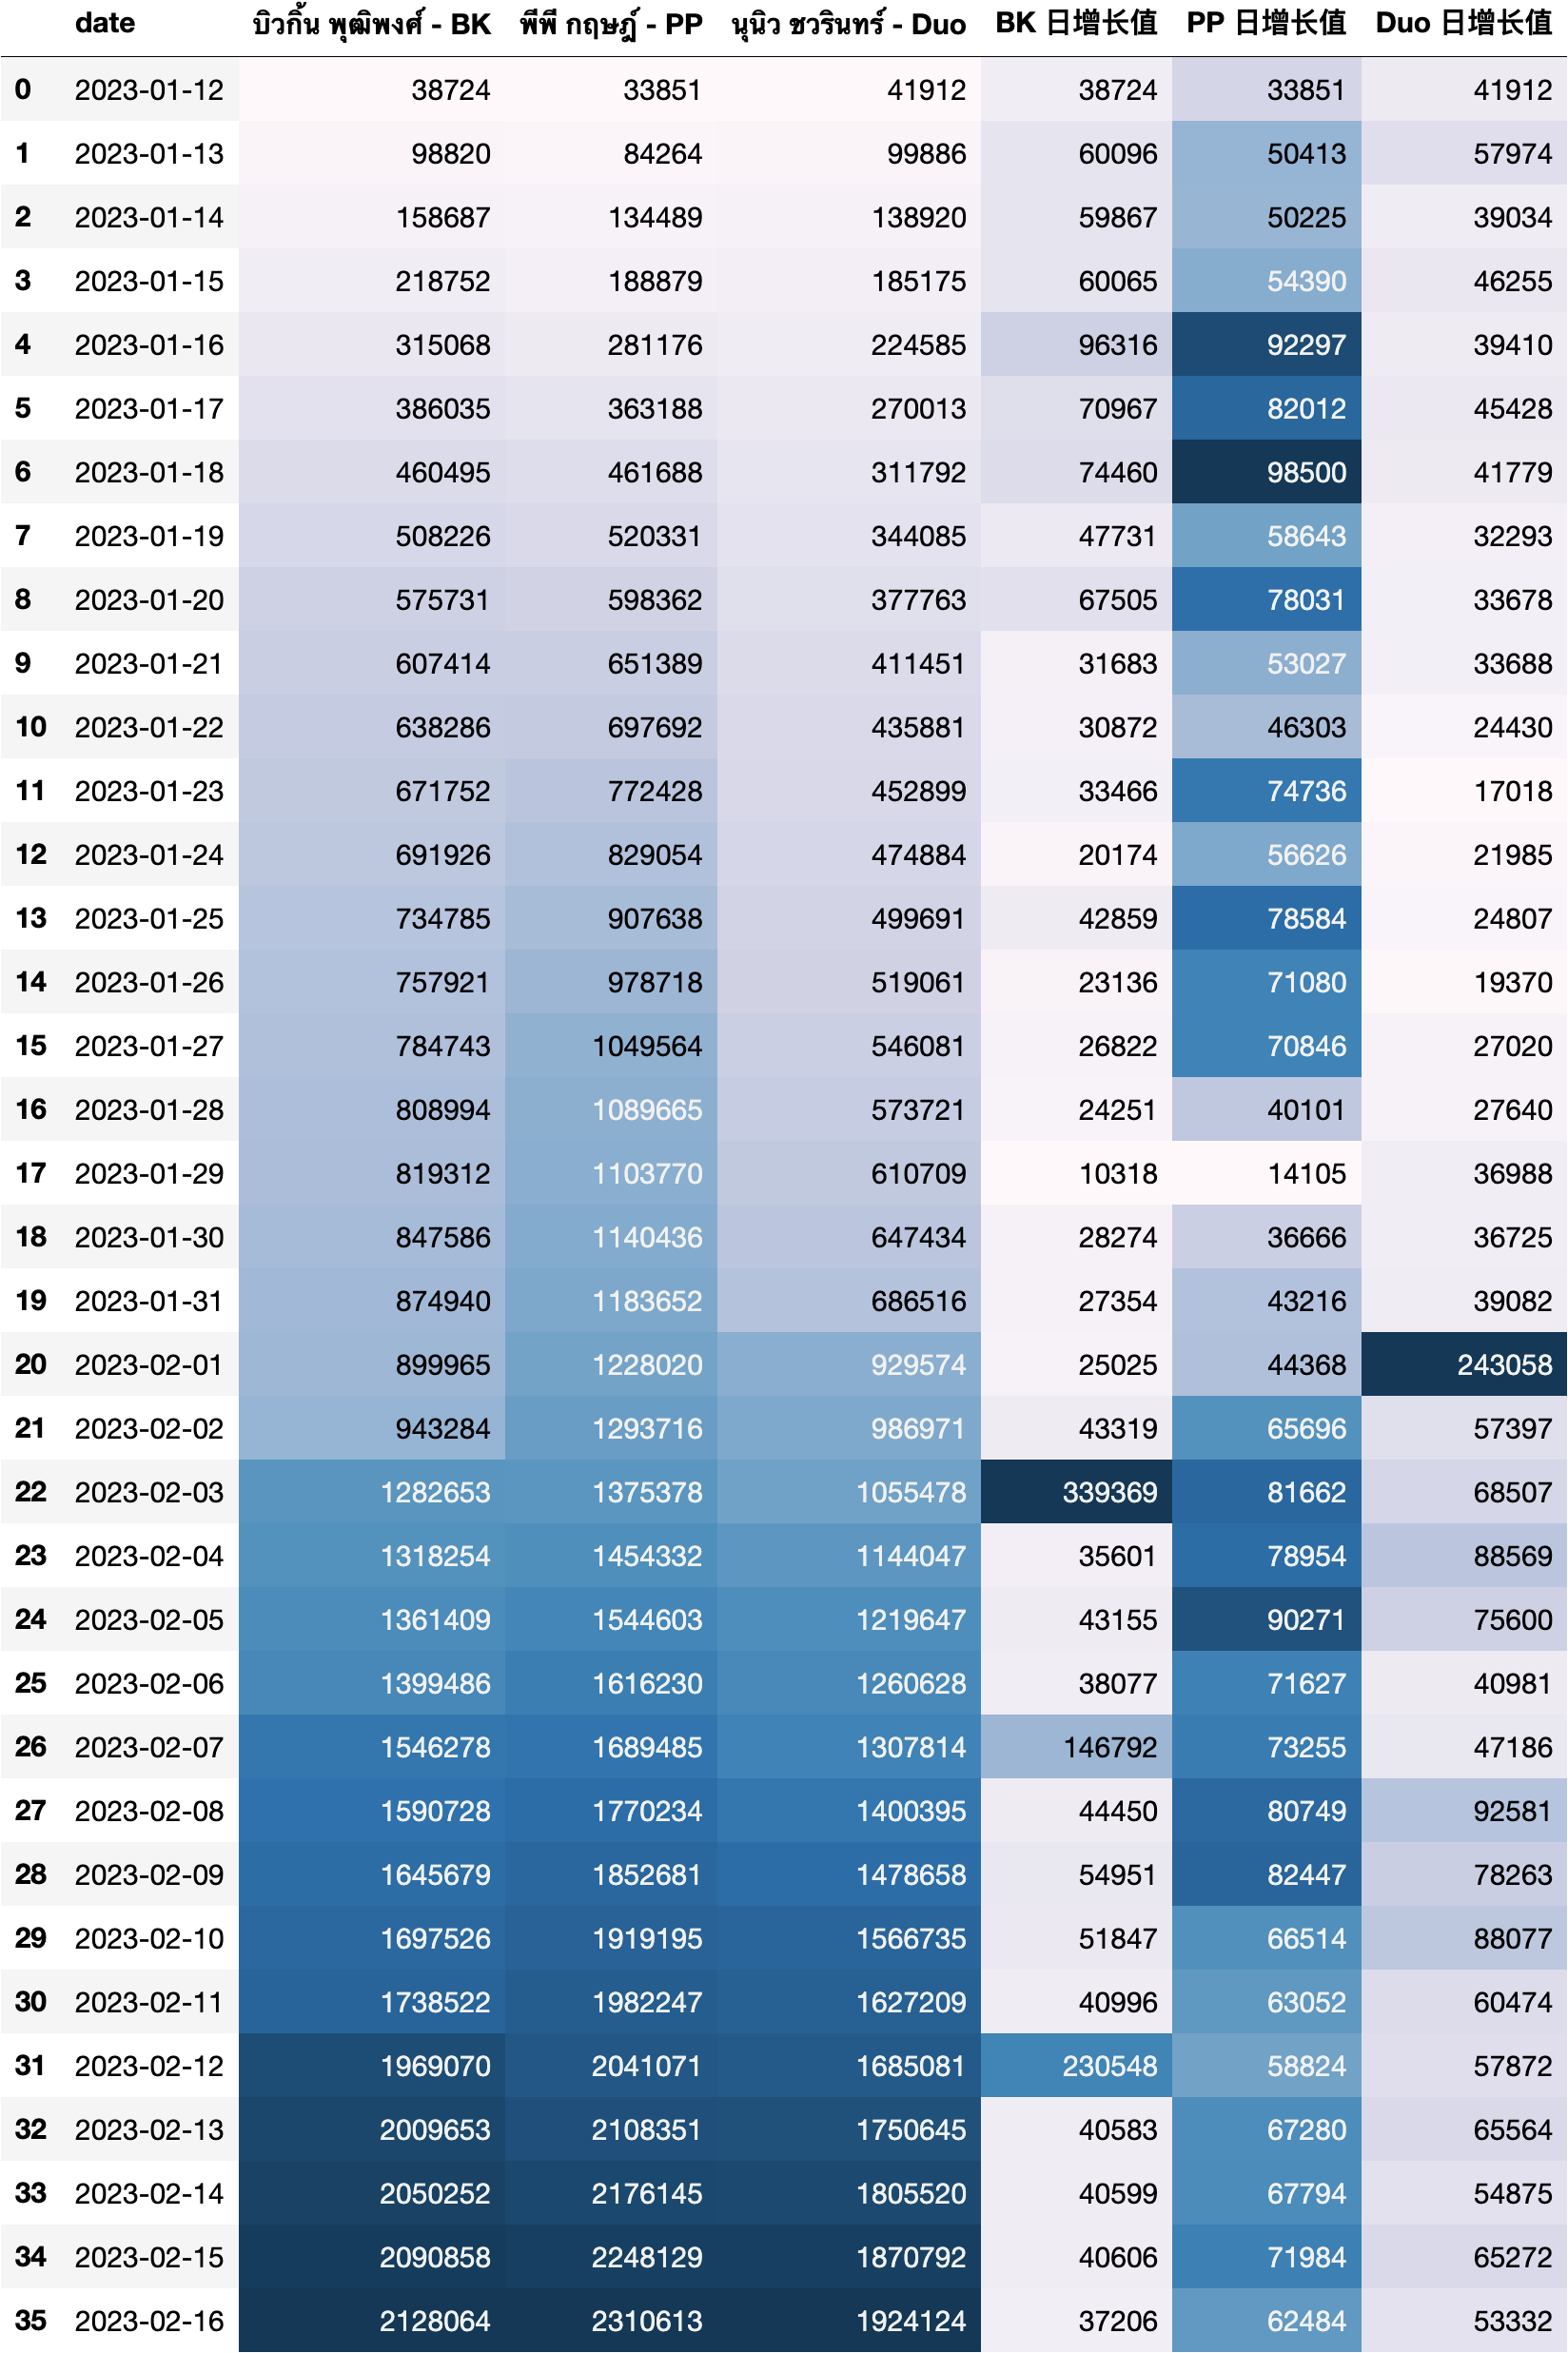 date บิวกิ้น พุฒิพงศ์ - BK พีพี กฤษฎ์ - PP นุนิว ชวรินทร์ - Duo BK 日增长值 PP 日增长值 Duo 日增长值
0 2023-01-12 38724 33851 41912 38724 33851 41912
1 2023-01-13 98820 84264 99886 60096 50413 57974
2 2023-01-14 158687 134489 138920 59867 50225 39034
3 2023-01-15 218752 188879 185175 60065 54390 46255
4 2023-01-16 315068 281176 224585 96316 92297 39410
5 2023-01-17 386035 363188 270013 70967 82012 45428
6 2023-01-18 460495 461688 311792 74460 98500 41779
7 2023-01-19 508226 520331 344085 47731 58643 32293
8 2023-01-20 575731 598362 377763 67505 78031 33678
9 2023-01-21 607414 651389 411451 31683 53027 33688
10 2023-01-22 638286 697692 435881 30872 46303 24430
11 2023-01-23 671752 772428 452899 33466 74736 17018
12 2023-01-24 691926 829054 474884 20174 56626 21985
13 2023-01-25 734785 907638 499691 42859 78584 24807
14 2023-01-26 757921 978718 519061 23136 71080 19370
15 2023-01-27 784743 1049564 546081 26822 70846 27020
16 2023-01-28 808994 1089665 573721 24251 40101 27640
17 2023-01-29 819312 1103770 610709 10318 14105 36988
18 2023-01-30 847586 1140436 647434 28274 36666 36725
19 2023-01-31 874940 1183652 686516 27354 43216 39082
20 2023-02-01 899965 1228020 929574 25025 44368 243058
21 2023-02-02 943284 1293716 986971 43319 65696 57397
22 2023-02-03 1282653 1375378 1055478 339369 81662 68507
23 2023-02-04 1318254 1454332 1144047 35601 78954 88569
24 2023-02-05 1361409 1544603 1219647 43155 90271 75600
25 2023-02-06 1399486 1616230 1260628 38077 71627 40981
26 2023-02-07 1546278 1689485 1307814 146792 73255 47186
27 2023-02-08 1590728 1770234 1400395 44450 80749 92581
28 2023-02-09 1645679 1852681 1478658 54951 82447 78263
29 2023-02-10 1697526 1919195 1566735 51847 66514 88077
30 2023-02-11 1738522 1982247 1627209 40996 63052 60474
31 2023-02-12 1969070 2041071 1685081 230548 58824 57872
32 2023-02-13 2009653 2108351 1750645 40583 67280 65564
33 2023-02-14 2050252 2176145 1805520 40599 67794 54875
34 2023-02-15 2090858 2248129 1870792 40606 71984 65272
35 2023-02-16 2128064 2310613 1924124 37206 62484 53332